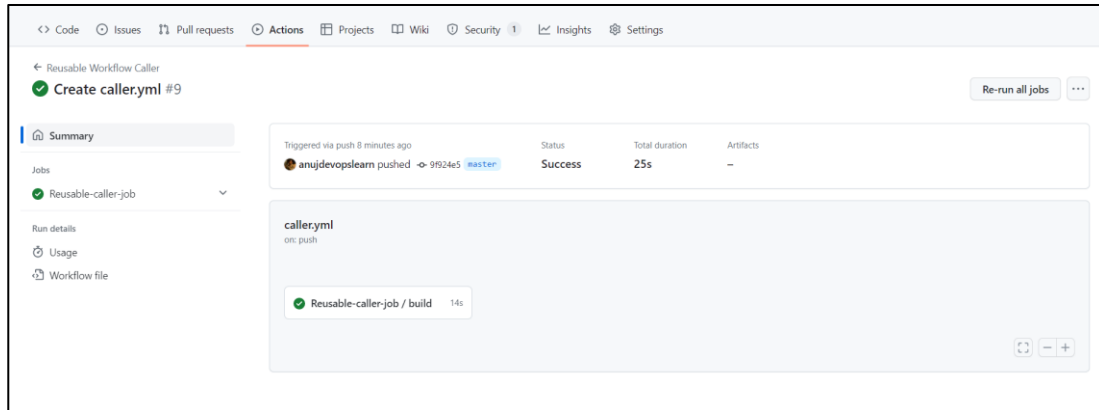 Code Issues Pull requests Actions Projects Wiki Security 1 Insights Settings
← Reusable Workflow Caller
Create caller.yml #9
Re-run all jobs ...
Summary
Jobs
Reusable-caller-job
Run details
Usage
Workflow file
Triggered via push 8 minutes ago
anujdevopslearn pushed 9f924e5 master
Status
Success
Total duration
25s
Artifacts
–
caller.yml
on: push
Reusable-caller-job / build 14s